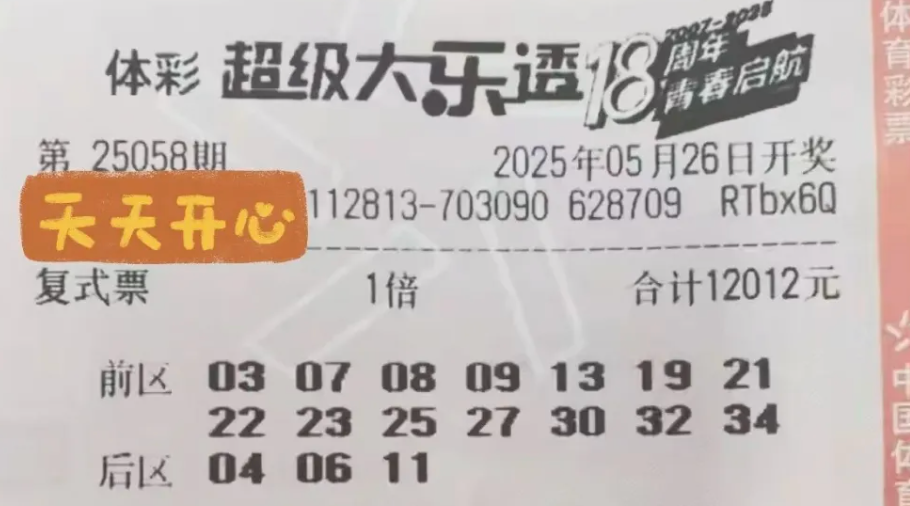 体彩 超级大乐透 18周年 2007-2025 青春启航
第 25058期 2025年05月26日开奖
天天开心 112813-703090 628709 RTbx6Q
复式票 1倍 合计12012元
前区 03 07 08 09 13 19 21
22 23 25 27 30 32 34
后区 04 06 11
体育彩票
中国体育